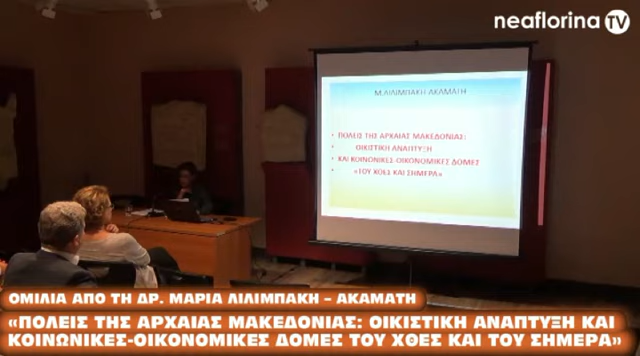 neaflorina TV
Μ.ΛΙΛΙΜΠΑΚΗ ΑΚΑΜΑΤΗ
• ΠΟΛΕΙΣ ΤΗΣ ΑΡΧΑΙΑΣ ΜΑΚΕΔΟΝΙΑΣ:
• ΟΙΚΙΣΤΙΚΗ ΑΝΑΠΤΥΞΗ
• ΚΑΙ ΚΟΙΝΩΝΙΚΕΣ-ΟΙΚΟΝΟΜΙΚΕΣ ΔΟΜΕΣ
• «ΤΟΥ ΧΘΕΣ ΚΑΙ ΣΗΜΕΡΑ»
ΟΜΙΛΙΑ ΑΠΟ ΤΗ ΔΡ. ΜΑΡΙΑ ΛΙΛΙΜΠΑΚΗ – ΑΚΑΜΑΤΗ
«ΠΟΛΕΙΣ ΤΗΣ ΑΡΧΑΙΑΣ ΜΑΚΕΔΟΝΙΑΣ: ΟΙΚΙΣΤΙΚΗ ΑΝΑΠΤΥΞΗ ΚΑΙ
ΚΟΙΝΩΝΙΚΕΣ-ΟΙΚΟΝΟΜΙΚΕΣ ΔΟΜΕΣ ΤΟΥ ΧΘΕΣ ΚΑΙ ΤΟΥ ΣΗΜΕΡΑ»